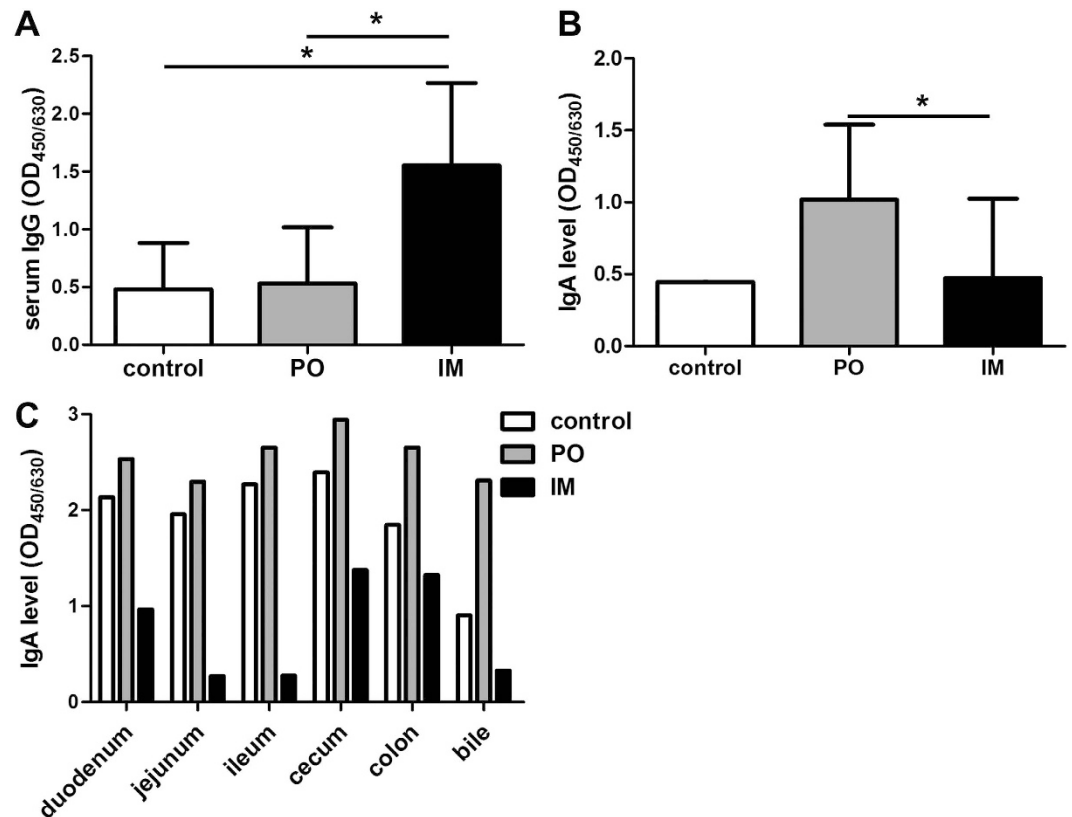 A
*
*
serum IgG (OD450/630)
2.5
2.0
1.5
1.0
0.5
0.0
control PO IM
B
*
IgA level (OD450/630)
2.0
1.5
1.0
0.5
0.0
control PO IM
C
IgA level (OD450/630)
3
2
1
0
duodenum
jejunum
ileum
cecum
colon
bile
control
PO
IM